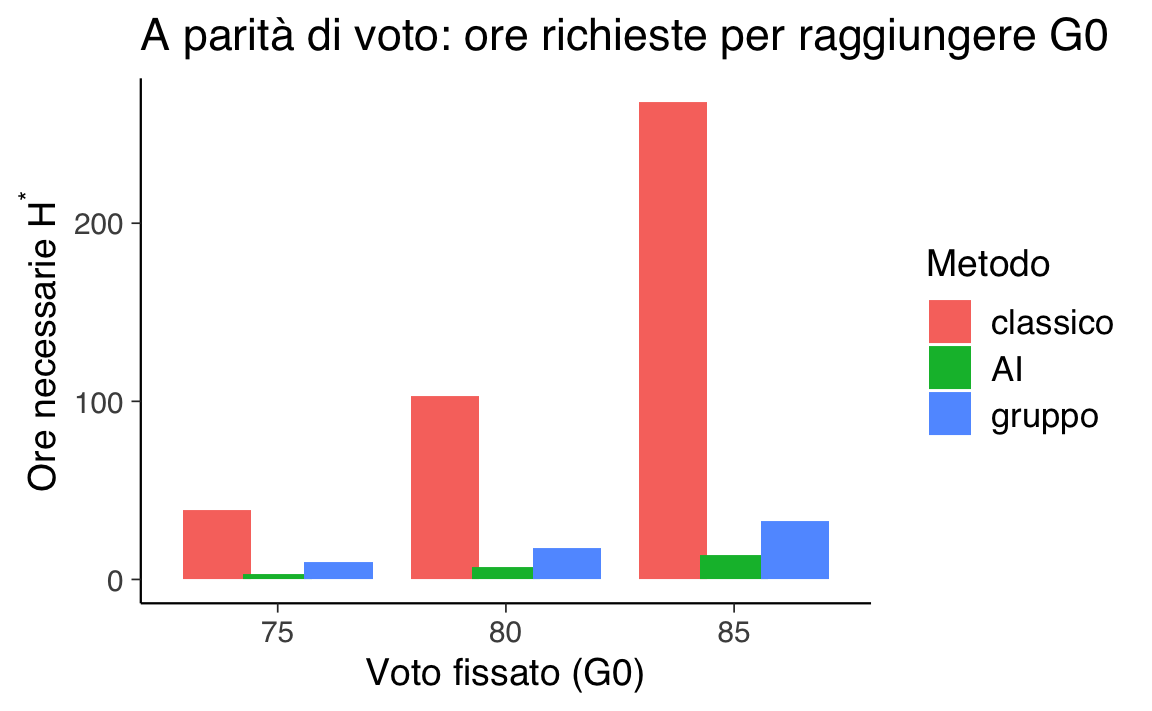 A parità di voto: ore richieste per raggiungere G0
Ore necessarie H*
200
100
0
75
80
85
Voto fissato (G0)
Metodo
classico
AI
gruppo